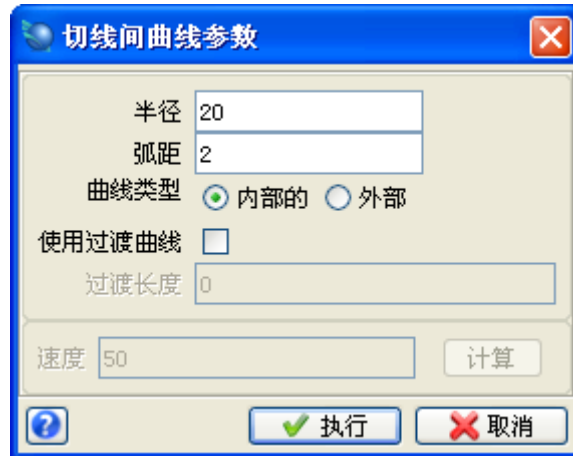 切线间曲线参数
半径 20
弧距 2
曲线类型 内部的 外部
使用过渡曲线
过渡长度 0
速度 50 计算
? 执行 取消